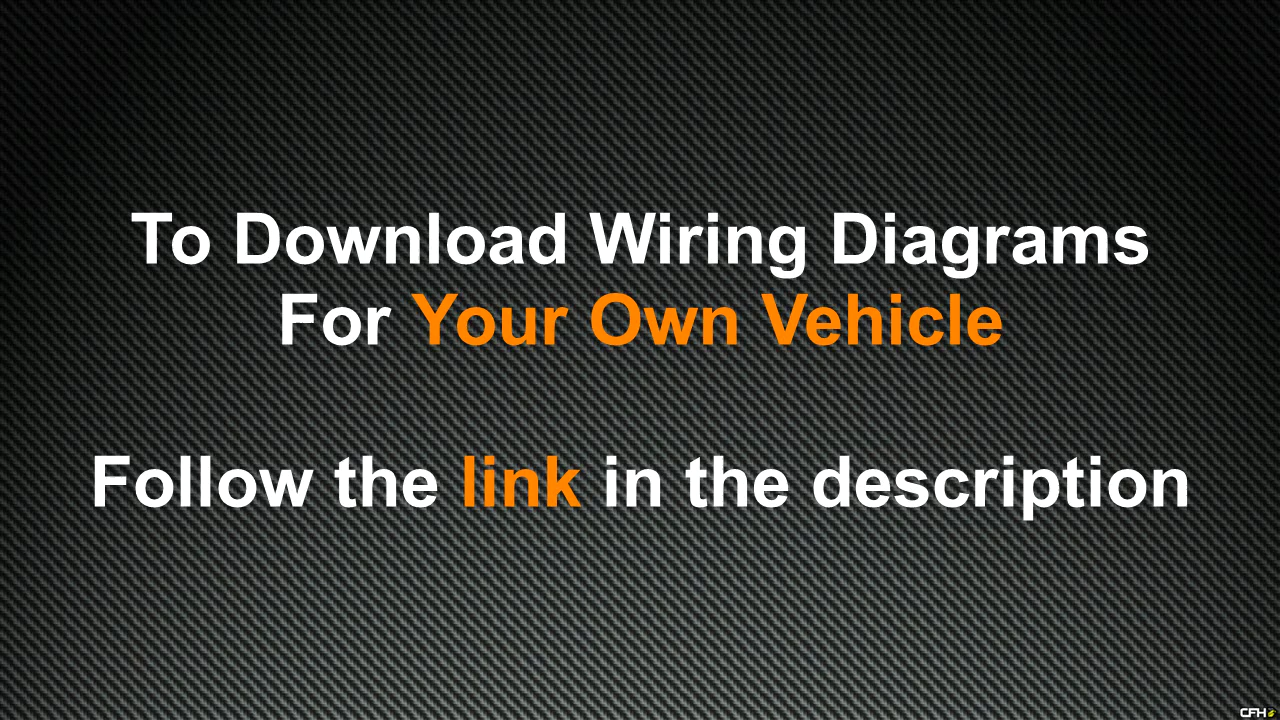 To Download Wiring Diagrams
For Your Own Vehicle
Follow the link in the description
CFH